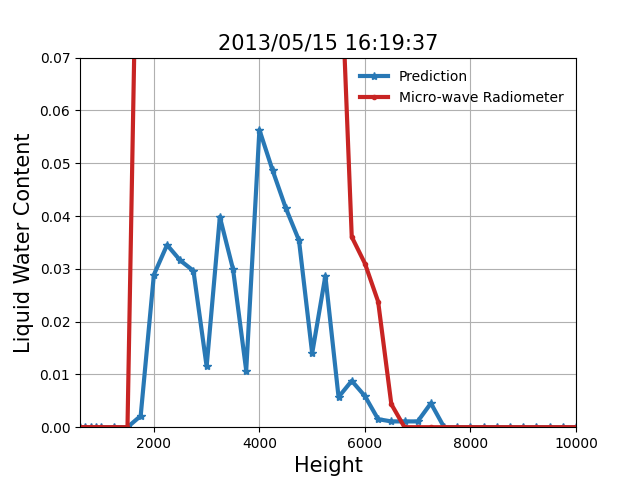 2013/05/15 16:19:37
0.07
0.06
0.05
0.04
0.03
0.02
0.01
0.00
Liquid Water Content
Prediction
Micro-wave Radiometer
2000 4000 6000 8000 10000
Height